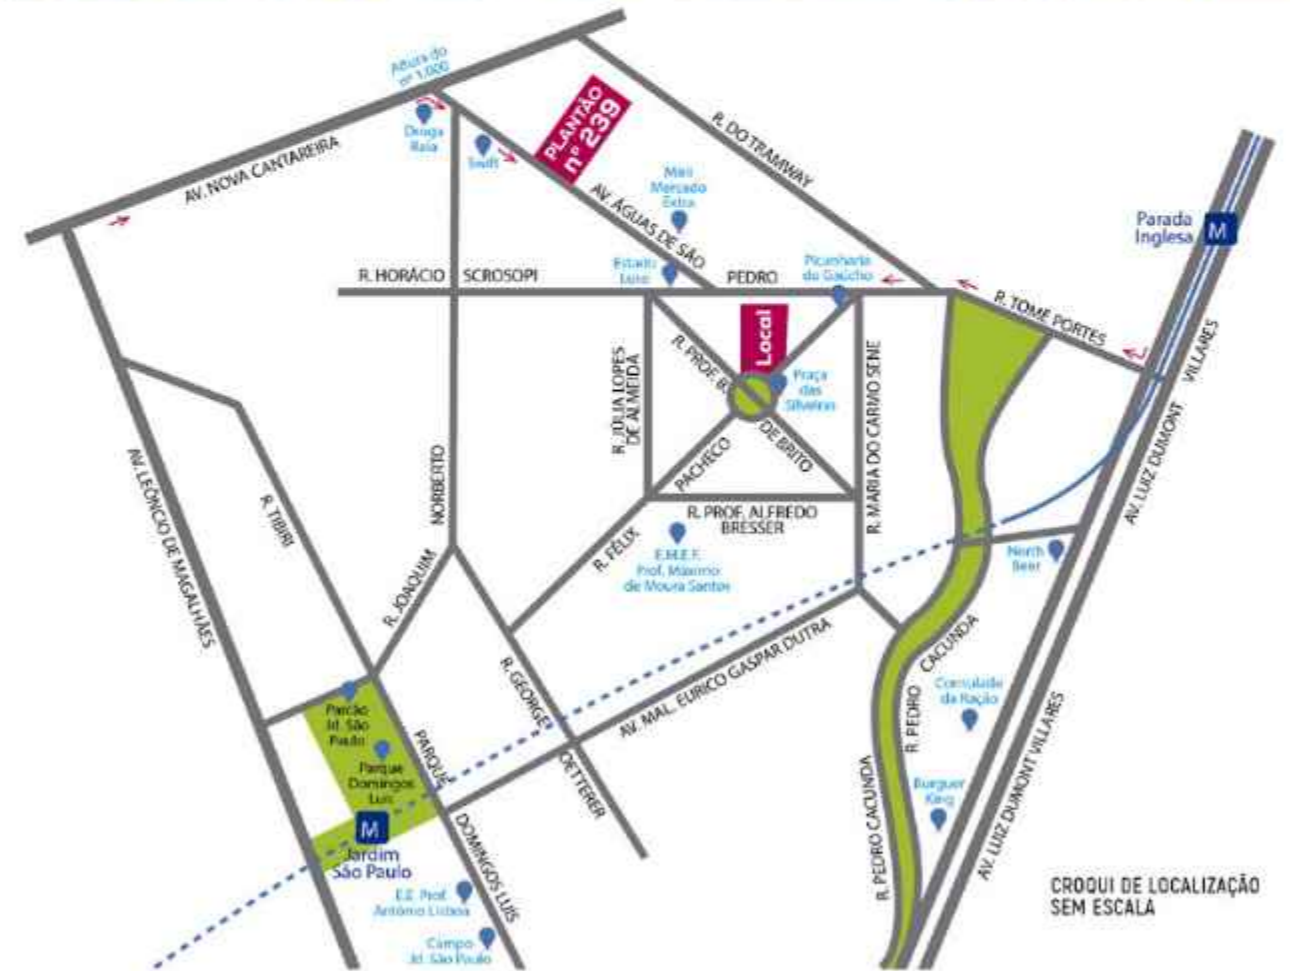 Altura do
nº 1.000
Droga
Raia
Swift
PLANTÃO
nº 239
R. DO TRAMWAY
AV. NOVA CANTAREIRA
Mini
Mercado
Extra
AV. ÁGUAS DE SÃO
PEDRO
Parada
Inglesa
M
R. HORÁCIO
SCROSOPI
Estado
Luso
Picanharia
do Gaúcho
R. TOMÉ PORTES
Local
R. PROF. B.
DE BRITO
R. JÚLIA LOPES
DE ALMEIDA
Praça
das
Silveiras
R. MARIA DO CARMO SENE
AV. LUIZ DUMONT
VILLARES
AV. LEÔNCIO DE MAGALHÃES
R. TIBIRI
R. JOAQUIM
NORBERTO
R. FÉLIX
PACHECO
R. PROF. ALFREDO
BRESSER
E.M.E.F.
Prof. Máximo
de Moura Santos
North
Beer
R. GEORGE
OETTERER
AV. MAL. EURICO GASPAR DUTRA
R. PEDRO
CACUNDA
Comulade
da Ração
Parcão
Jd. São
Paulo
Parque
Domingos
Luis
PARQUE
DOMINGOS LUÍS
M
Jardim
São Paulo
R. PEDRO CACUNDA
Burguer
King
AV. LUIZ DUMONT VILLARES
E.E. Prof.
Antônio Lisboa
Campo
Jd. São Paulo
CROQUI DE LOCALIZAÇÃO
SEM ESCALA